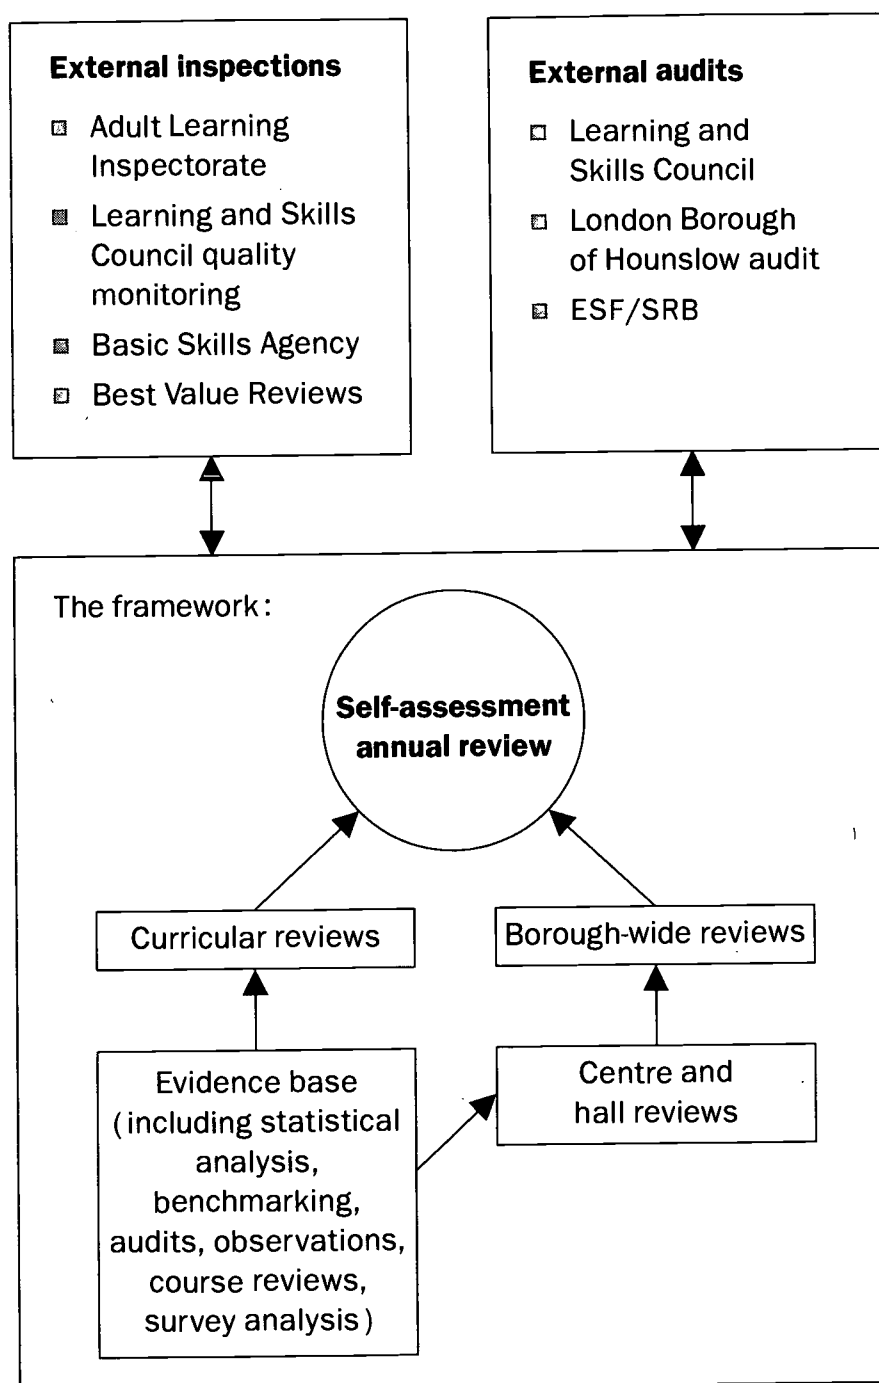 External inspections
Adult Learning
Inspectorate
Learning and Skills
Council quality
monitoring
Basic Skills Agency
Best Value Reviews
External audits
Learning and
Skills Council
London Borough
of Hounslow audit
ESF/SRB
The framework:
Self-assessment
annual review
Curricular reviews
Borough-wide reviews
Evidence base
(including statistical
analysis,
benchmarking,
audits, observations,
course reviews,
survey analysis)
Centre and
hall reviews